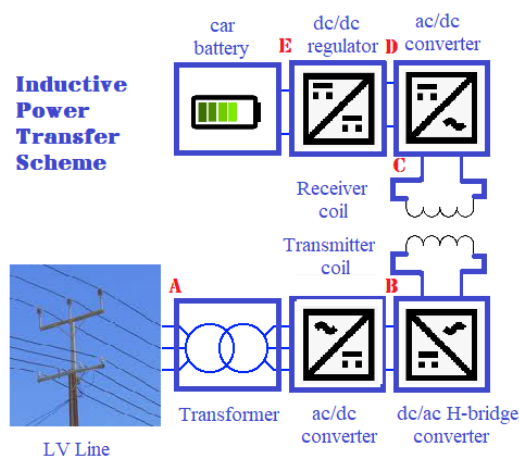 car
battery
E
dc/dc
regulator
D
ac/dc
converter
Inductive
Power
Transfer
Scheme
C
Receiver
coil
Transmitter
coil
A
B
Transformer
ac/dc
converter
dc/ac H-bridge
converter
LV Line